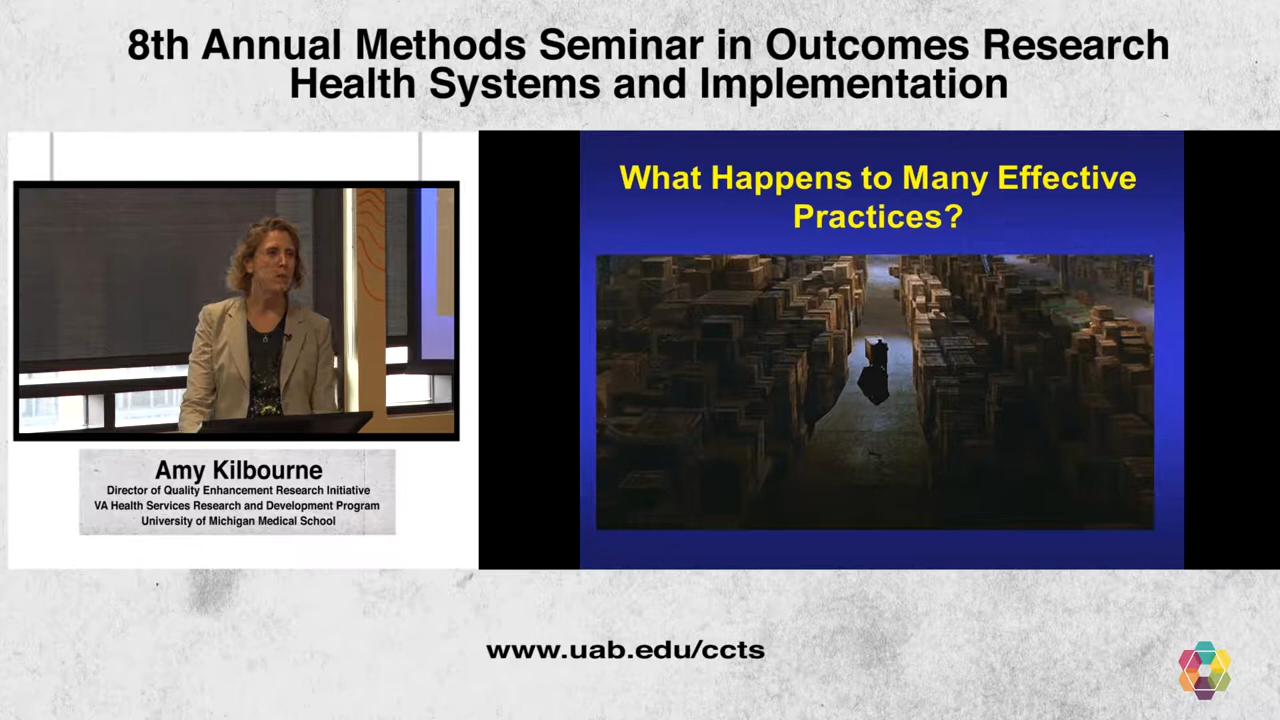 8th Annual Methods Seminar in Outcomes Research
Health Systems and Implementation
What Happens to Many Effective
Practices?
Amy Kilbourne
Director of Quality Enhancement Research Initiative
VA Health Services Research and Development Program
University of Michigan Medical School
www.uab.edu/ccts